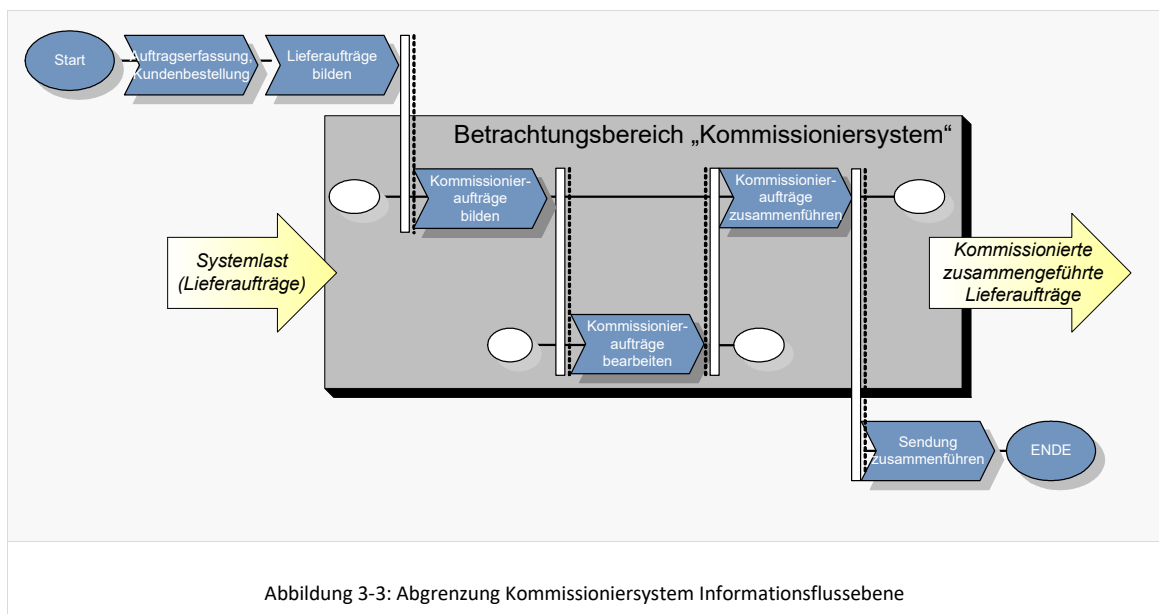 Start
Auftragserfassung,
Kundenbestellung
Lieferaufträge
bilden
Betrachtungsbereich „Kommissioniersystem“
Kommissionier-
aufträge
bilden
Kommissionier-
aufträge
zusammenführen
Systemlast
(Lieferaufträge)
Kommissionierte
zusammengeführte
Lieferaufträge
Kommissionier-
aufträge
bearbeiten
Sendung
zusammenführen
ENDE
Abbildung 3-3: Abgrenzung Kommissioniersystem Informationsflussebene